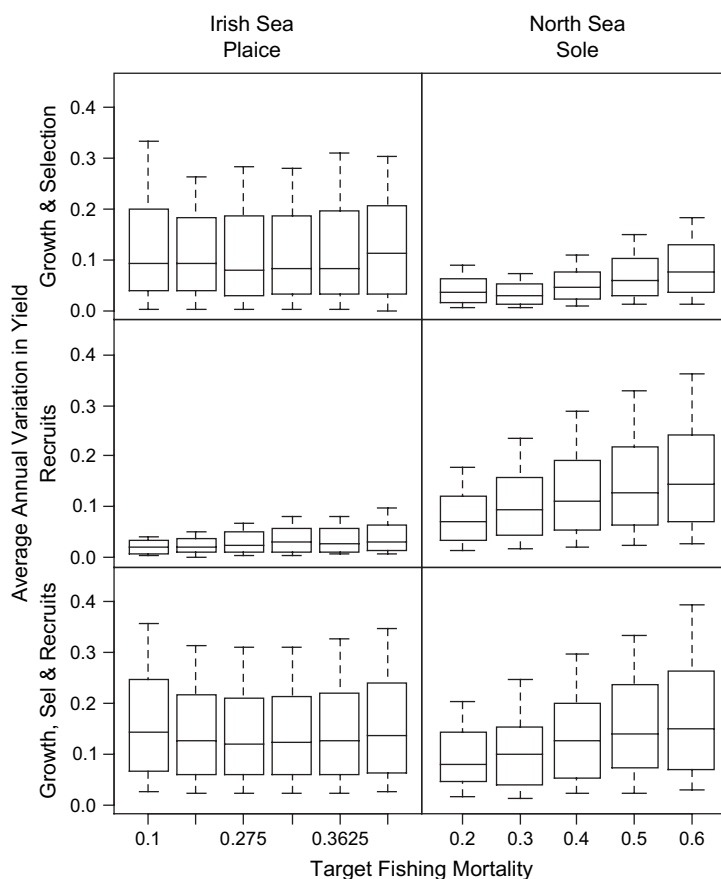 Irish Sea
Plaice
North Sea
Sole
Average Annual Variation in Yield
Growth & Selection
0.4
0.3
0.2
0.1
0.0
Recruits
0.4
0.3
0.2
0.1
0.0
Growth, Sel & Recruits
0.4
0.3
0.2
0.1
0.0
0.1 0.275 0.3625 0.2 0.3 0.4 0.5 0.6
Target Fishing Mortality